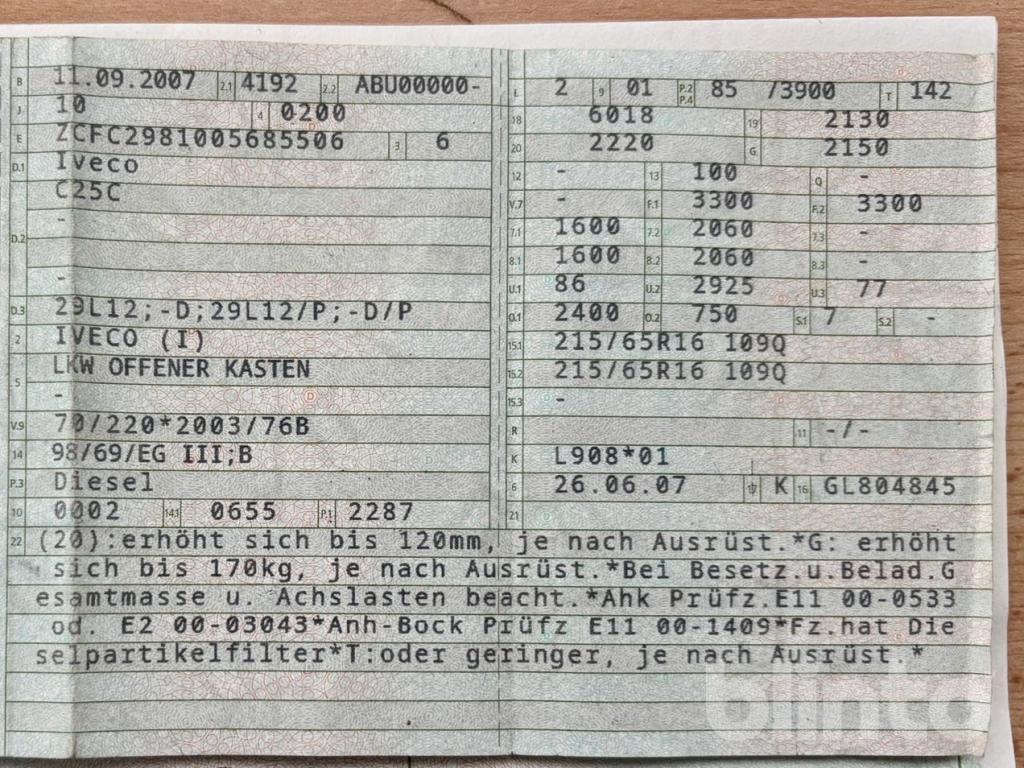 B 11.09.2007 2.1 4192 2.2 ABU00000-
J 10 4 0200
E ZCFC2981005685506 3 6
D.1 Iveco
C25C
D.2 -
-
D.3 29L12;-D;29L12/P;-D/P
2 IVECO (I)
5 LKW OFFENER KASTEN
-
V.9 70/220*2003/76B
14 98/69/EG III;B
P.3 Diesel
10 0002 14.1 0655 P.1 2287
L 2 9 01 P.2 P.4 85 /3900 T 142
18 6018 19 2130
20 2220 G 2150
12 - 13 100 Q -
V.7 - F.1 3300 F.2 3300
7.1 1600 7.2 2060 7.3 -
8.1 1600 8.2 2060 8.3 -
U.1 86 U.2 2925 U.3 77
O.1 2400 O.2 750 S.1 7 S.2 -
15.1 215/65R16 109Q
15.2 215/65R16 109Q
15.3 -
R 11 -/-
K L908*01
6 26.06.07 17 K 16 GL804845
21
22 (20):erhöht sich bis 120mm, je nach Ausrüst.*G: erhöht
sich bis 170kg, je nach Ausrüst.*Bei Besetz.u.Belad.G
esamtmasse u. Achslasten beacht.*Ahk Prüfz.E11 00-0533
od. E2 00-03043*Anh-Bock Prüfz E11 00-1409*Fz.hat Die
selpartikelfilter*T:oder geringer, je nach Ausrüst.*
blinto